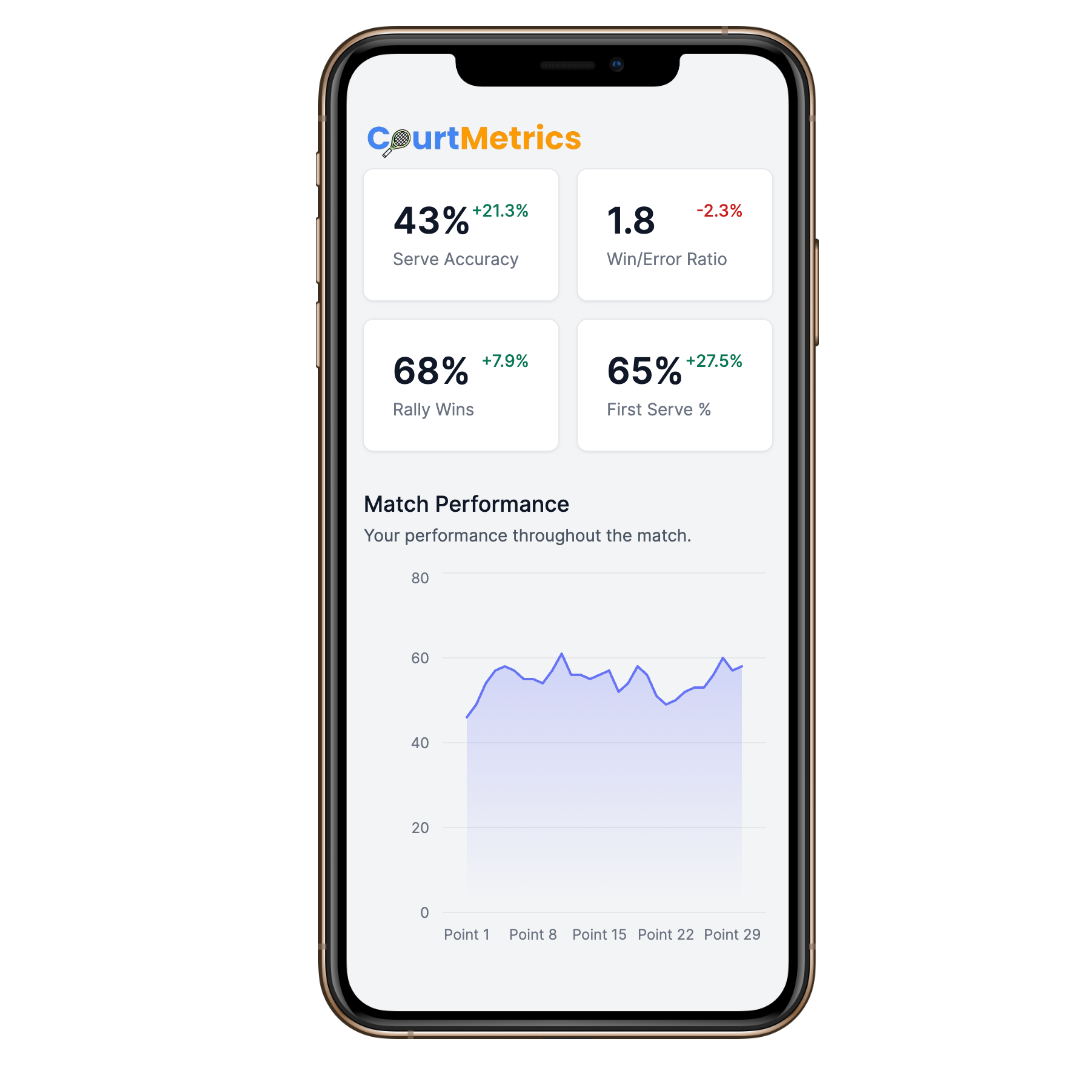 CourtMetrics
43% +21.3%
Serve Accuracy
1.8 -2.3%
Win/Error Ratio
68% +7.9%
Rally Wins
65% +27.5%
First Serve %
Match Performance
Your performance throughout the match.
80
60
40
20
0
Point 1 Point 8 Point 15 Point 22 Point 29